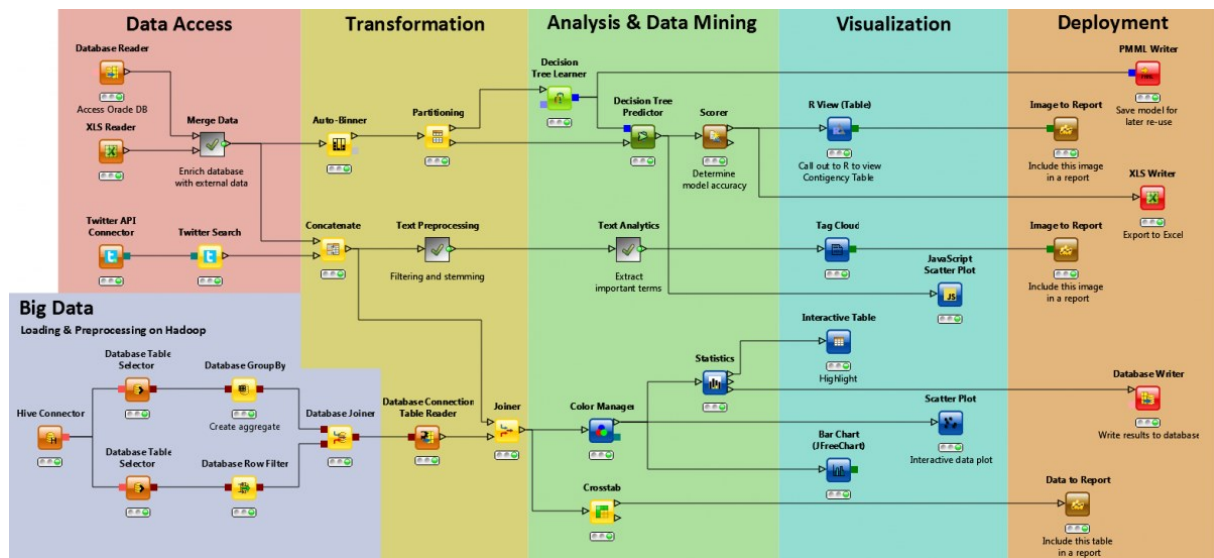 Data Access
Transformation
Analysis & Data Mining
Visualization
Deployment
Database Reader
Access Orade DB
XLS Reader
Merge Data
Enrich database
with external data
Twitter API
Connector
Twitter Search
Auto-Binner
Partitioning
Concatenate
Text Preprocessing
Filtering and stemming
Decision
Tree Learner
Decision Tree
Predictor
Scorer
Determine
model accuracy
Text Analytics
Extract
important terms
R View (Table)
Call out to R to view
Contigency Table
Tag Cloud
JavaScript
Scatter Plot
JS
PMML Writer
Save model for
later re-use
Image to Report
Include this image
in a report
XLS Writer
Export to Excel
Image to Report
Include this image
in a report
Big Data
Loading & Preprocessing on Hadoop
Hive Connector
Database Table
Selector
Database GroupBy
Create aggregate
Database Table
Selector
Database Row Filter
Database Joiner
Database Connection
Table Reader
Joiner
Color Manager
Statistics
Crosstab
Interactive Table
Highlight
Scatter Plot
Interactive data plot
Bar Chart
(JFreeChart)
Database Writer
Write results to database
Data to Report
Include this table
in a report